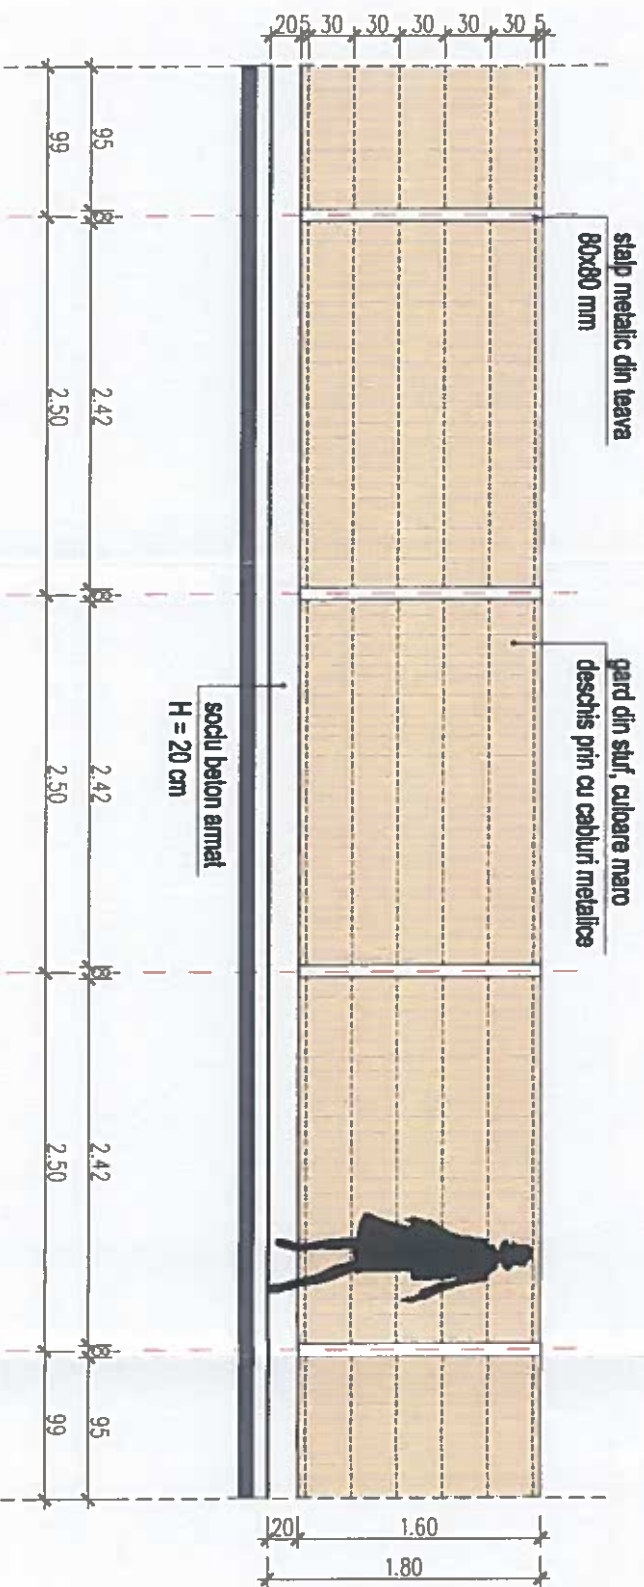 stalp metalic din teava
80x80 mm
gard din stuf, culoare maro
deschis prin cu cabluri metalice
soclu beton armat
H = 20 cm
20 5 30 30 30 30 30 5
20 1.60
1.80
95 8 2.42 8 2.42 8 2.42 8 95
99 2.50 2.50 2.50 99